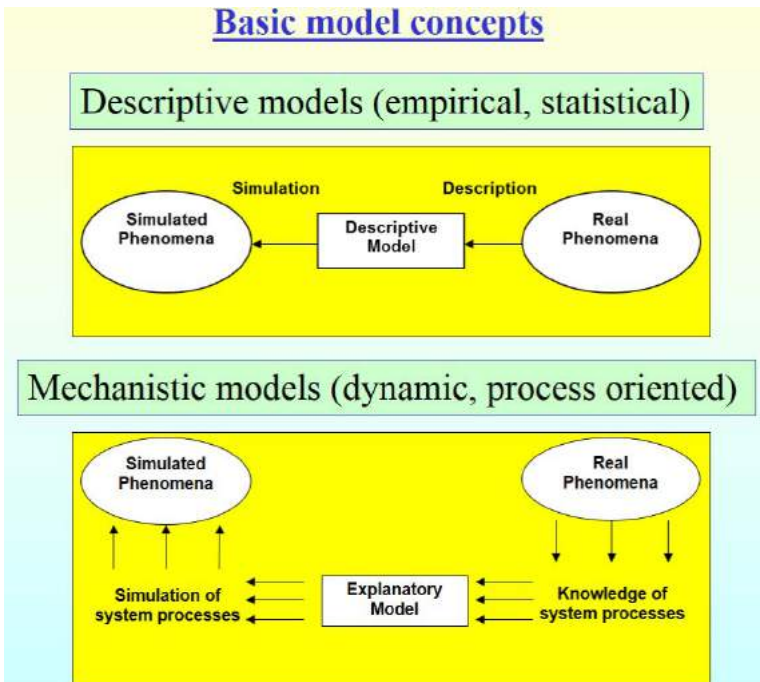 Basic model concepts
Descriptive models (empirical, statistical)
Simulation
Description
Simulated
Phenomena
Descriptive
Model
Real
Phenomena
Mechanistic models (dynamic, process oriented)
Simulated
Phenomena
Real
Phenomena
Simulation of
system processes
Explanatory
Model
Knowledge of
system processes